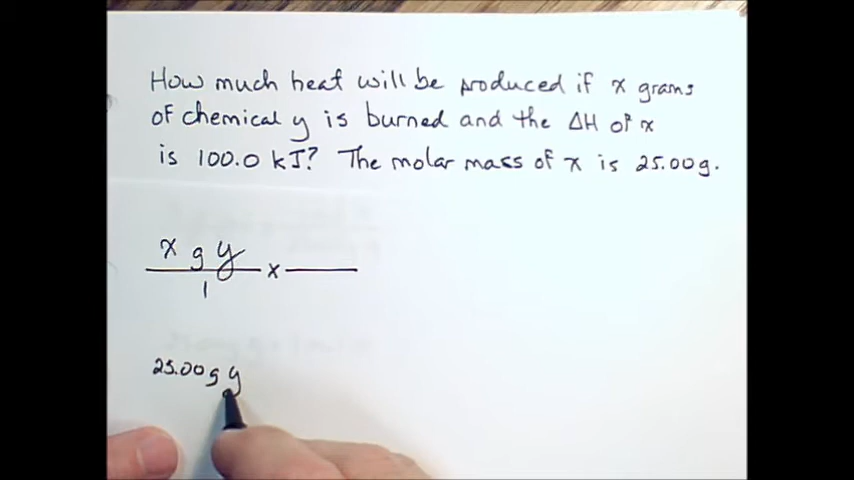 How much heat will be produced if x grams
of chemical y is burned and the ΔH of x
is 100.0 kJ? The molar mass of x is 25.00g.
x g y
x
1
25.00g y